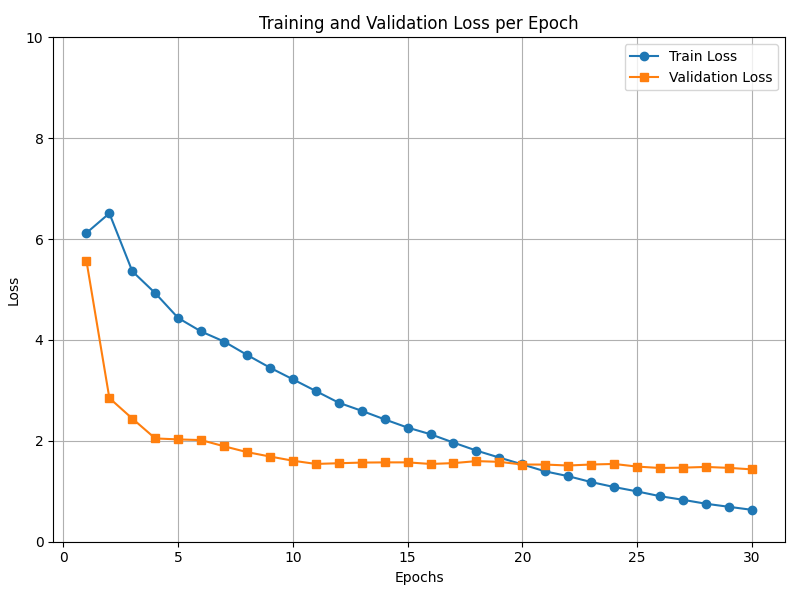 Training and Validation Loss per Epoch
Train Loss
Validation Loss
Loss
10
8
6
4
2
0
0 5 10 15 20 25 30
Epochs